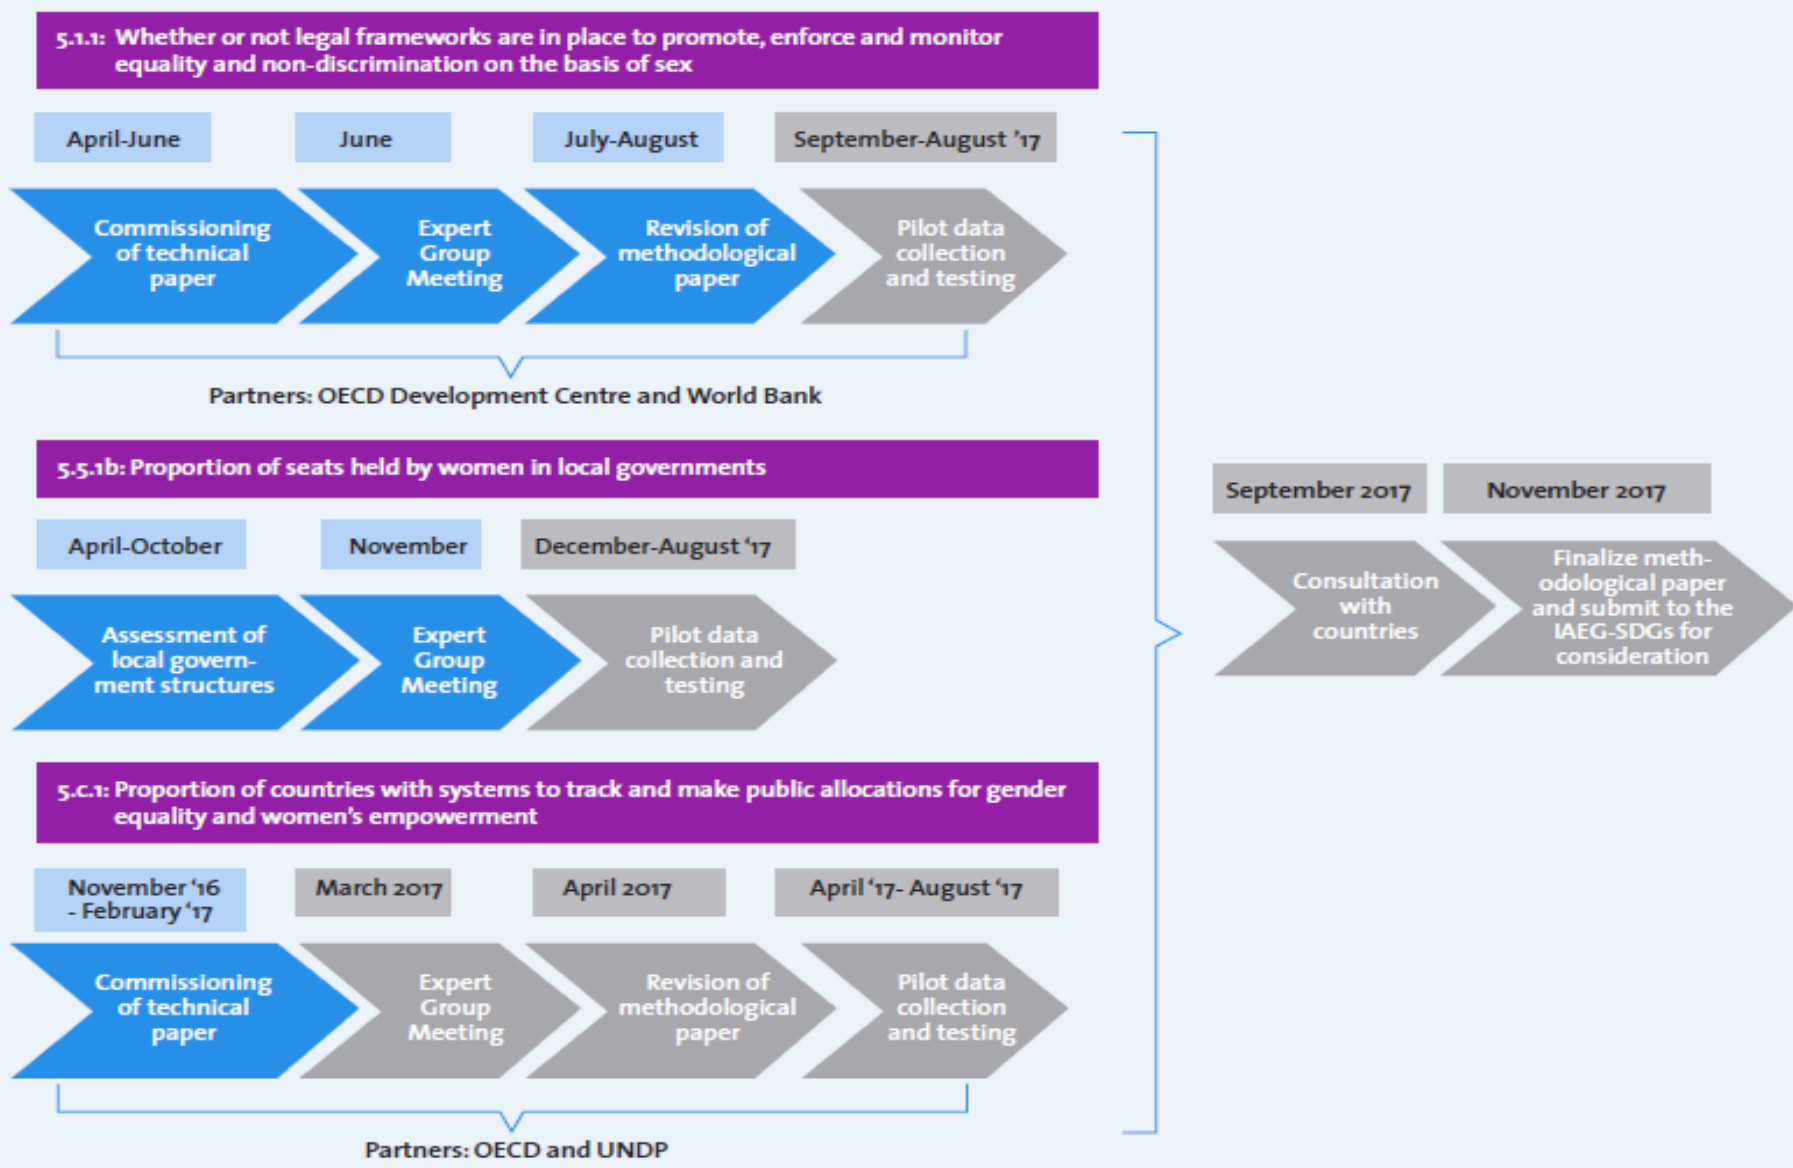 5.1.1: Whether or not legal frameworks are in place to promote, enforce and monitor
equality and non-discrimination on the basis of sex
April-June
June
July-August
September-August ’17
Commissioning
of technical
paper
Expert
Group
Meeting
Revision of
methodological
paper
Pilot data
collection
and testing
Partners: OECD Development Centre and World Bank
5.5.1b: Proportion of seats held by women in local governments
April-October
November
December-August ‘17
Assessment of
local govern-
ment structures
Expert
Group
Meeting
Pilot data
collection and
testing
5.c.1: Proportion of countries with systems to track and make public allocations for gender
equality and women’s empowerment
November ‘16
- February ‘17
March 2017
April 2017
April ‘17- August ‘17
Commissioning
of technical
paper
Expert
Group
Meeting
Revision of
methodological
paper
Pilot data
collection
and testing
Partners: OECD and UNDP
September 2017
November 2017
Consultation
with
countries
Finalize meth-
odological paper
and submit to the
IAEG-SDGs for
consideration